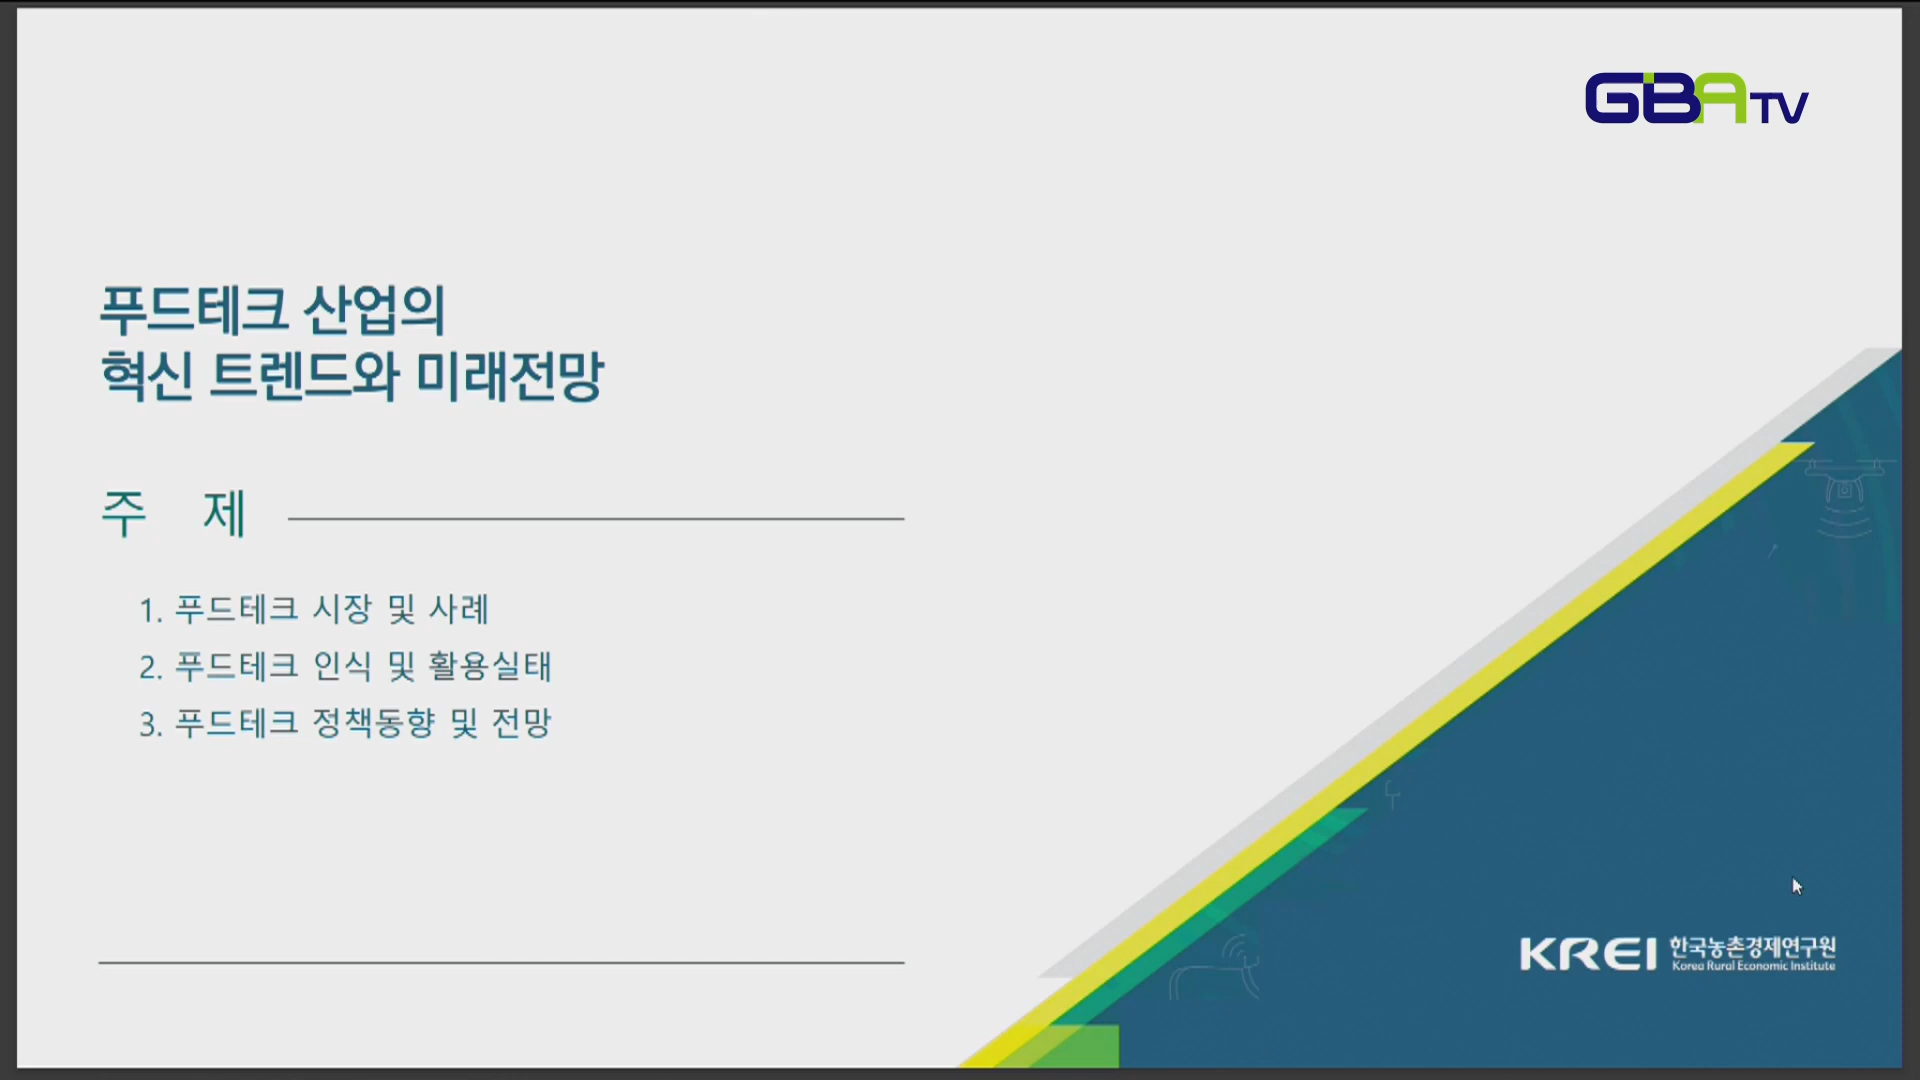 GBA TV
푸드테크 산업의
혁신 트렌드와 미래전망
주 제
1. 푸드테크 시장 및 사례
2. 푸드테크 인식 및 활용실태
3. 푸드테크 정책동향 및 전망
KREI 한국농촌경제연구원
Korea Rural Economic Institute